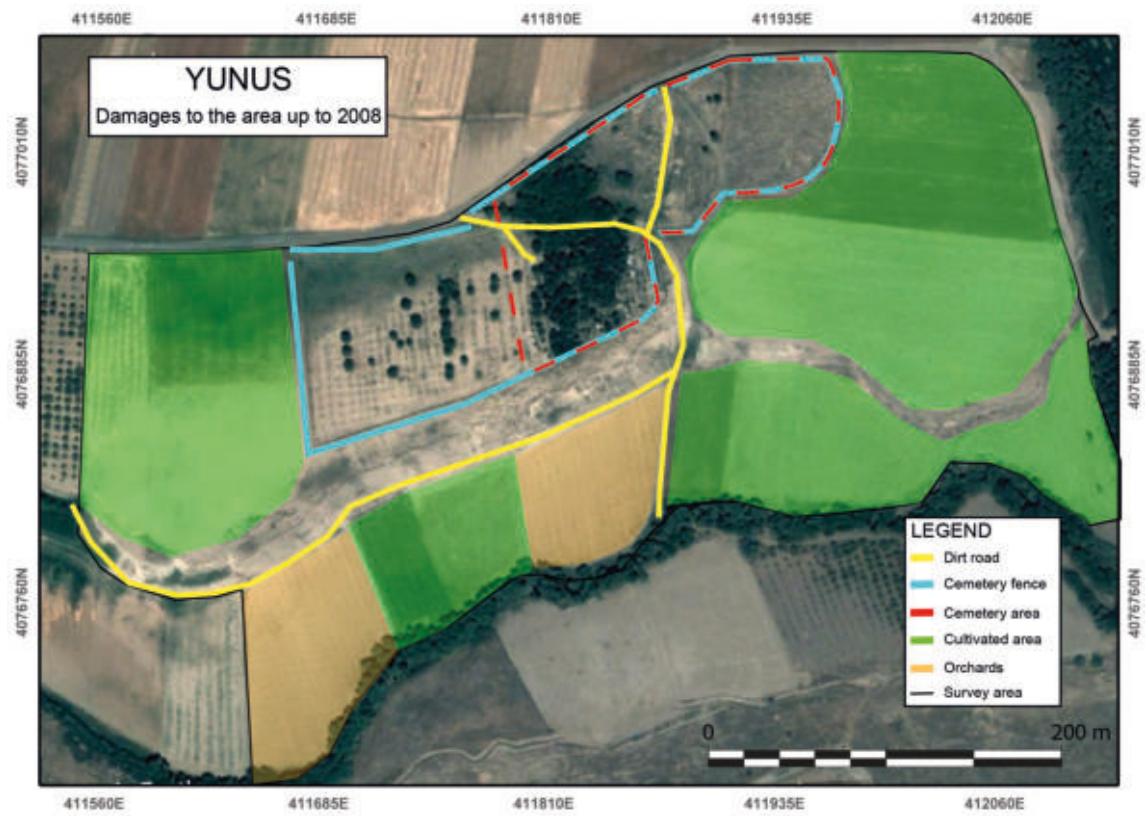 411560E 411685E 411810E 411935E 412060E
YUNUS
Damages to the area up to 2008
4077010N
4077010N
4076885N
4076885N
4076760N
4076760N
LEGEND
Dirt road
Cemetery fence
Cemetery area
Cultivated area
Orchards
Survey area
0 200 m
411560E 411685E 411810E 411935E 412060E